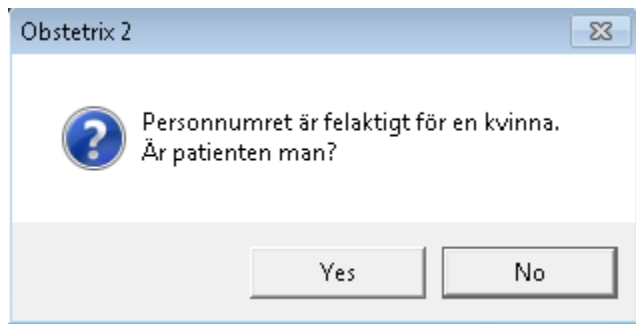 Obstetrix 2
Personnumret är felaktigt för en kvinna.
Är patienten man?
Yes
No